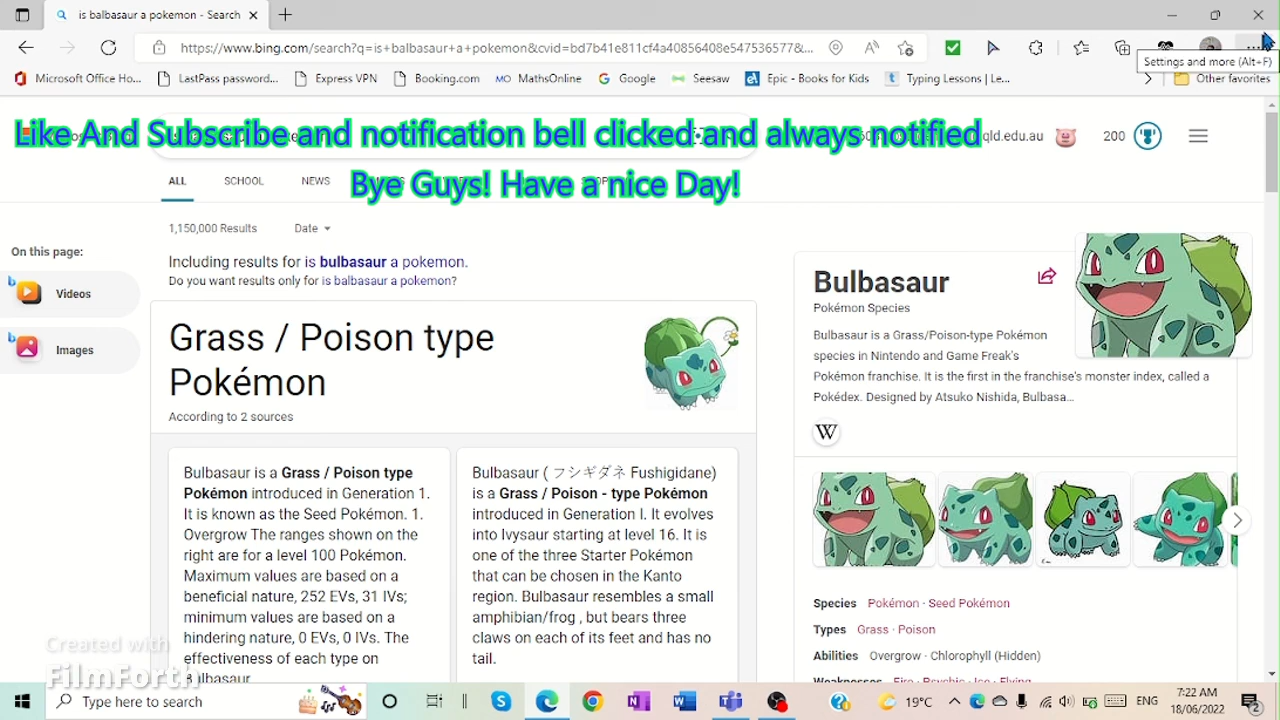 is balbasaur a pokemon - Search
https://www.bing.com/search?q=is+balbasaur+a+pokemon&cvid=bd7b41e811cf4a40856408e547536577&...
Settings and more (Alt+F)
Microsoft Office Ho...
LastPass password...
Express VPN
Booking.com
MathsOnline
Google
Seesaw
Epic - Books for Kids
Typing Lessons | Le...
Other favorites
Like And Subscribe and notification bell clicked and always notified
qld.edu.au
200
Bye Guys! Have a nice Day!
ALL
SCHOOL
NEWS
1,150,000 Results
Date
On this page:
Videos
Images
Including results for is bulbasaur a pokemon.
Do you want results only for is balbasaur a pokemon?
Grass / Poison type
Pokémon
According to 2 sources
Bulbasaur is a Grass / Poison type
Pokémon introduced in Generation 1.
It is known as the Seed Pokémon. 1.
Overgrow The ranges shown on the
right are for a level 100 Pokémon.
Maximum values are based on a
beneficial nature, 252 EVs, 31 IVs;
minimum values are based on a
hindering nature, 0 EVs, 0 IVs. The
effectiveness of each type on
Bulbasaur
Bulbasaur ( フシギダネ Fushigidane)
is a Grass / Poison - type Pokémon
introduced in Generation I. It evolves
into Ivysaur starting at level 16. It is
one of the three Starter Pokémon
that can be chosen in the Kanto
region. Bulbasaur resembles a small
amphibian/frog , but bears three
claws on each of its feet and has no
tail.
Bulbasaur
Pokémon Species
Bulbasaur is a Grass/Poison-type Pokémon
species in Nintendo and Game Freak's
Pokémon franchise. It is the first in the franchise's monster index, called a
Pokédex. Designed by Atsuko Nishida, Bulbasa...
W
Species Pokémon · Seed Pokémon
Types Grass · Poison
Abilities Overgrow · Chlorophyll (Hidden)
Weaknesses Fire · Psychic · Ice · Flying
Created with
FilmForth
Type here to search
19°C
ENG
7:22 AM
18/06/2022
2